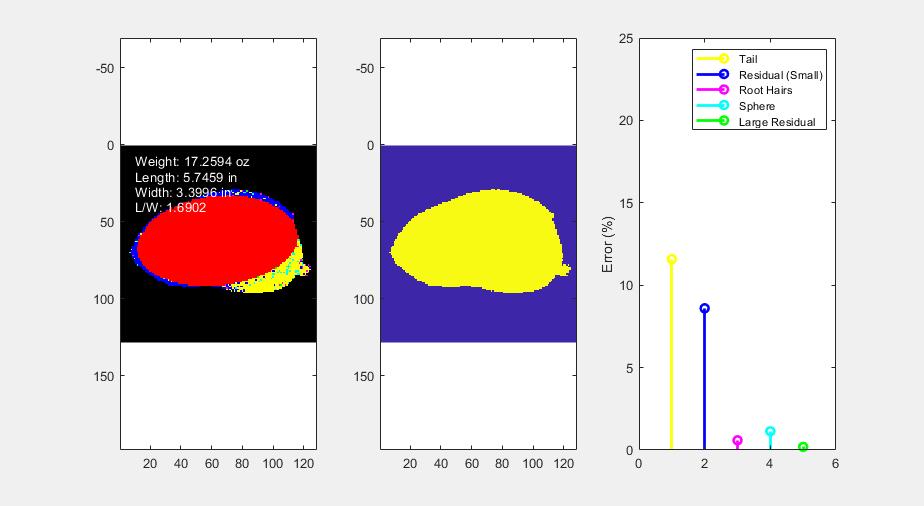 -50
0
50
100
150
20 40 60 80 100 120
Weight: 17.2594 oz
Length: 5.7459 in
Width: 3.3996 in
L/W: 1.6902
-50
0
50
100
150
20 40 60 80 100 120
Error (%)
25
20
15
10
5
0
0 2 4 6
Tail
Residual (Small)
Root Hairs
Sphere
Large Residual